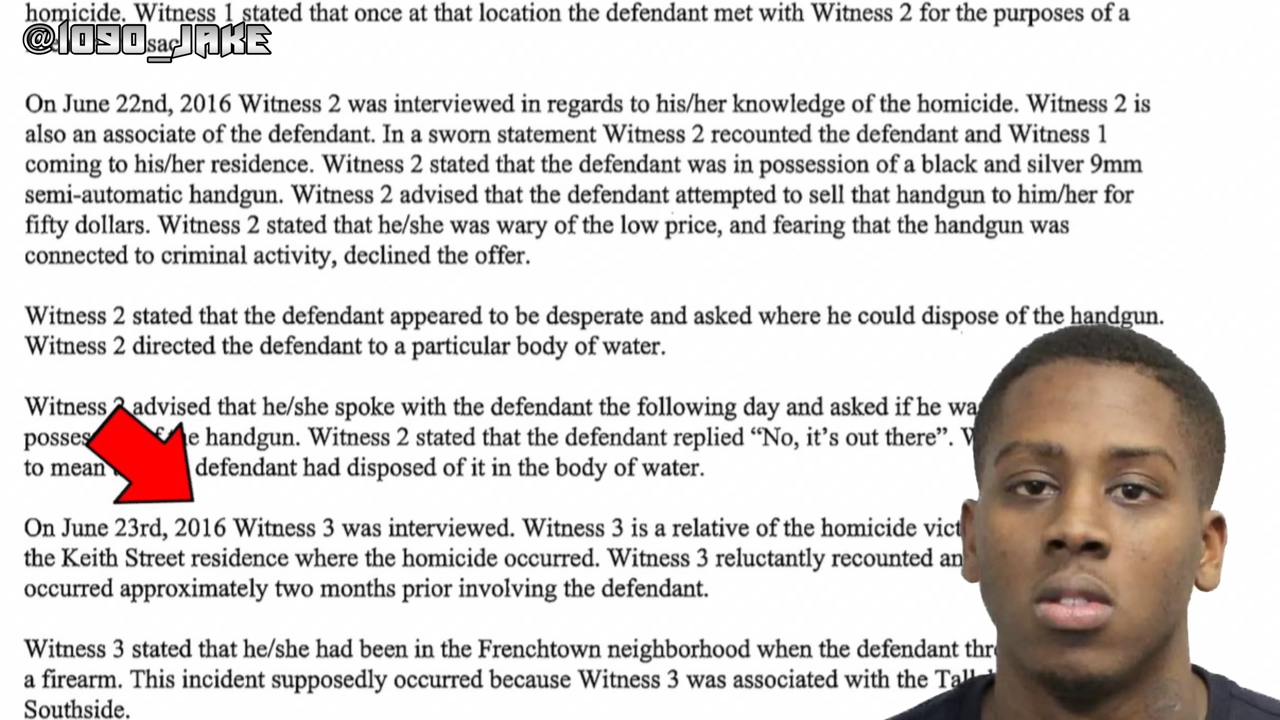 homicide. Witness 1 stated that once at that location the defendant met with Witness 2 for the purposes of a
@1090_JAKE
On June 22nd, 2016 Witness 2 was interviewed in regards to his/her knowledge of the homicide. Witness 2 is
also an associate of the defendant. In a sworn statement Witness 2 recounted the defendant and Witness 1
coming to his/her residence. Witness 2 stated that the defendant was in possession of a black and silver 9mm
semi-automatic handgun. Witness 2 advised that the defendant attempted to sell that handgun to him/her for
fifty dollars. Witness 2 stated that he/she was wary of the low price, and fearing that the handgun was
connected to criminal activity, declined the offer.
Witness 2 stated that the defendant appeared to be desperate and asked where he could dispose of the handgun.
Witness 2 directed the defendant to a particular body of water.
Witness 2 advised that he/she spoke with the defendant the following day and asked if he
handgun. Witness 2 stated that the defendant replied “No, it’s out there”.
to mean defendant had disposed of it in the body of water.
On June 23rd, 2016 Witness 3 was interviewed. Witness 3 is a relative of the homicide
the Keith Street residence where the homicide occurred. Witness 3 reluctantly recounted
occurred approximately two months prior involving the defendant.
Witness 3 stated that he/she had been in the Frenchtown neighborhood when the defendant
a firearm. This incident supposedly occurred because Witness 3 was associated with the
Southside.